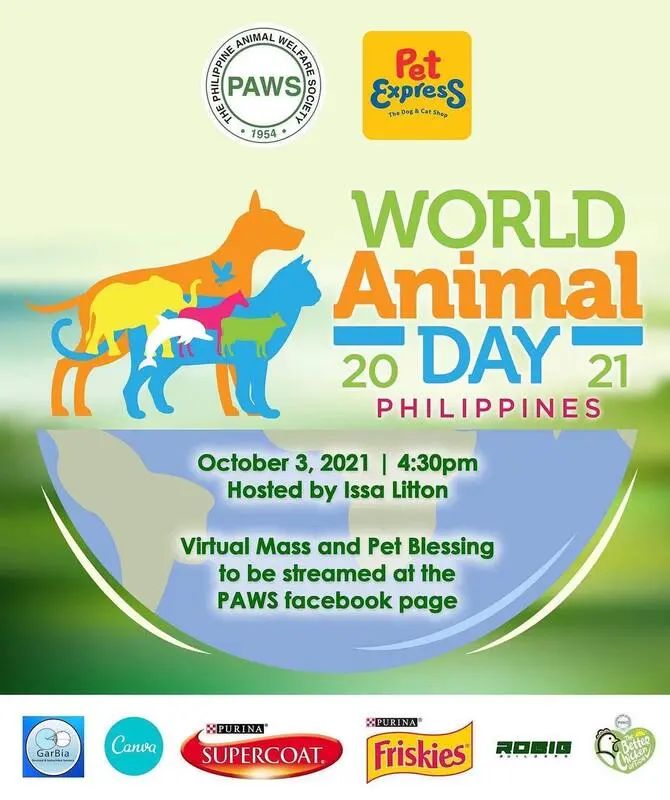 THE PHILIPPINE ANIMAL WELFARE SOCIETY
PAWS
• 1954 •
Pet
Express
The Dog & Cat Shop
WORLD
Animal
DAY
20 21
PHILIPPINES
October 3, 2021 | 4:30pm
Hosted by Issa Litton
Virtual Mass and Pet Blessing
to be streamed at the
PAWS facebook page
GarBia
Canva
PURINA
SUPERCOAT.
PURINA
Friskies
ROBIG
BUILDERS
PAWS
The
Better
Chicken